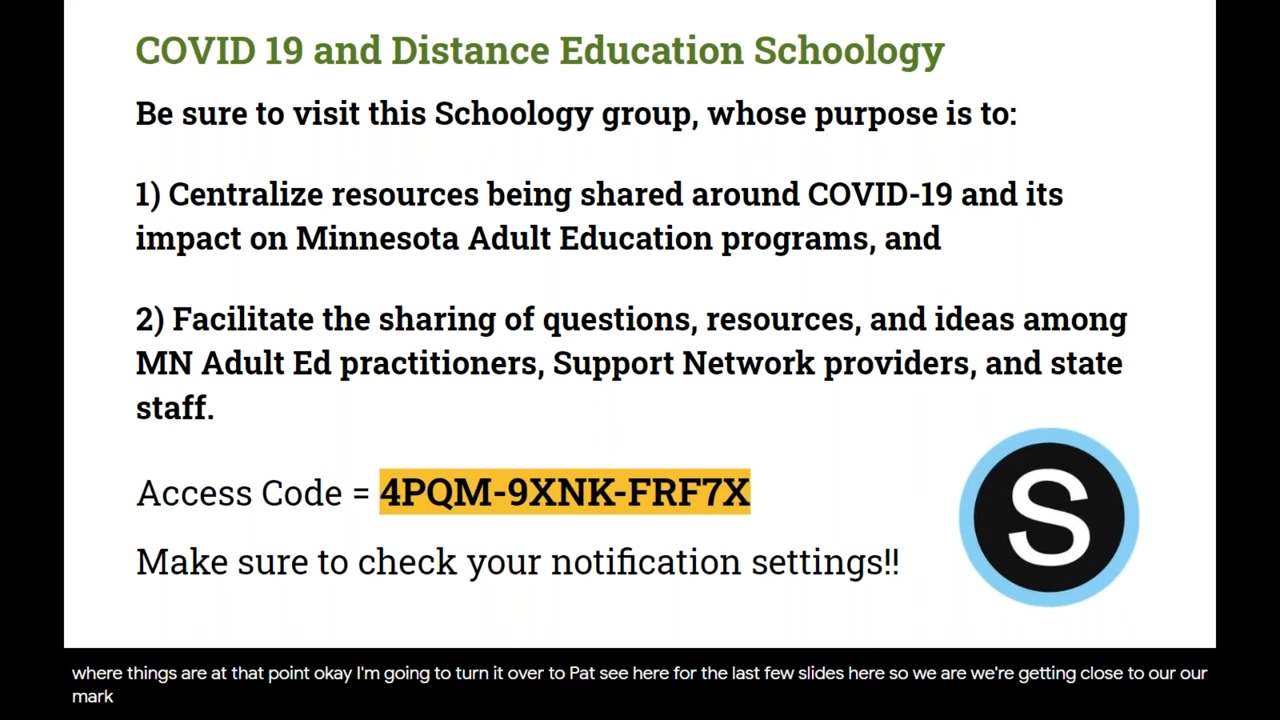 COVID 19 and Distance Education Schoology
Be sure to visit this Schoology group, whose purpose is to:
1) Centralize resources being shared around COVID-19 and its
impact on Minnesota Adult Education programs, and
2) Facilitate the sharing of questions, resources, and ideas among
MN Adult Ed practitioners, Support Network providers, and state
staff.
Access Code = 4PQM-9XNK-FRF7X
Make sure to check your notification settings!!
S
where things are at that point okay I'm going to turn it over to Pat see here for the last few slides here so we are we're getting close to our our
mark